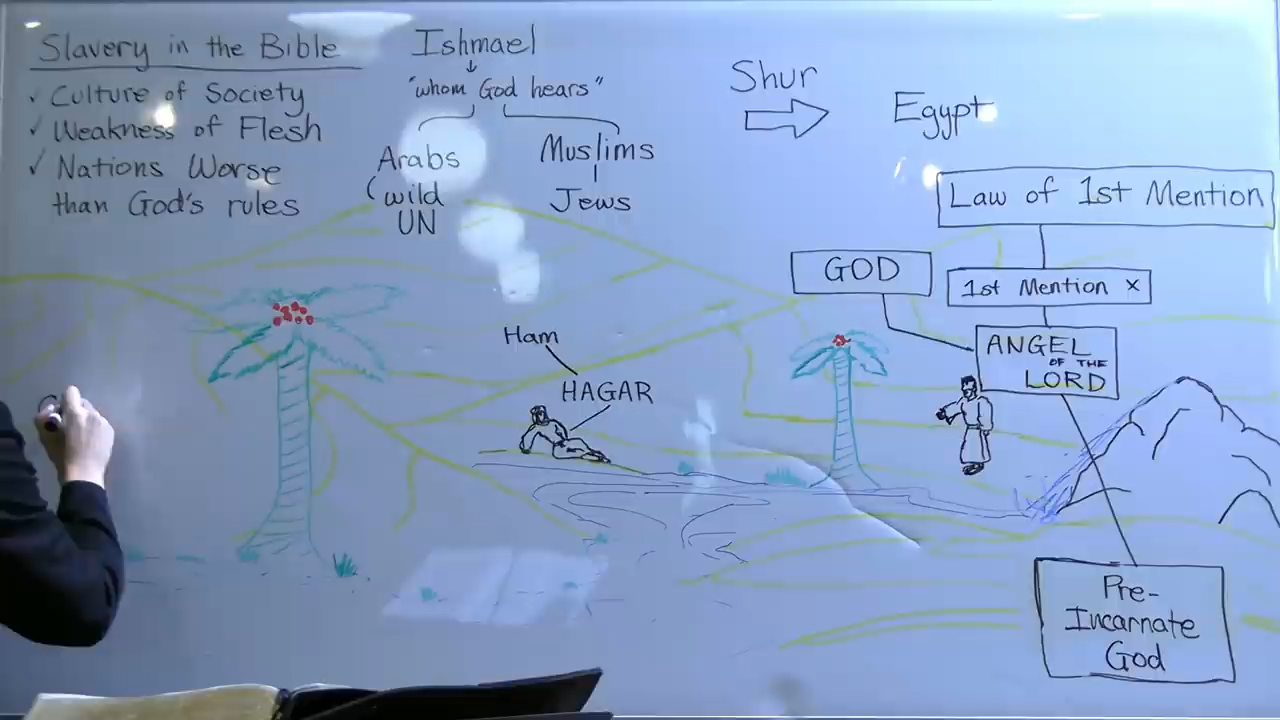 Slavery in the Bible
✓ Culture of Society
✓ Weakness of Flesh
✓ Nations Worse
than God's rules
Ishmael
"whom God hears"
Arabs
wild
UN
Muslims
Jews
Shur
Egypt
Law of 1st Mention
GOD
1st Mention ×
ANGEL
OF THE
LORD
Ham
HAGAR
Pre-
Incarnate
God